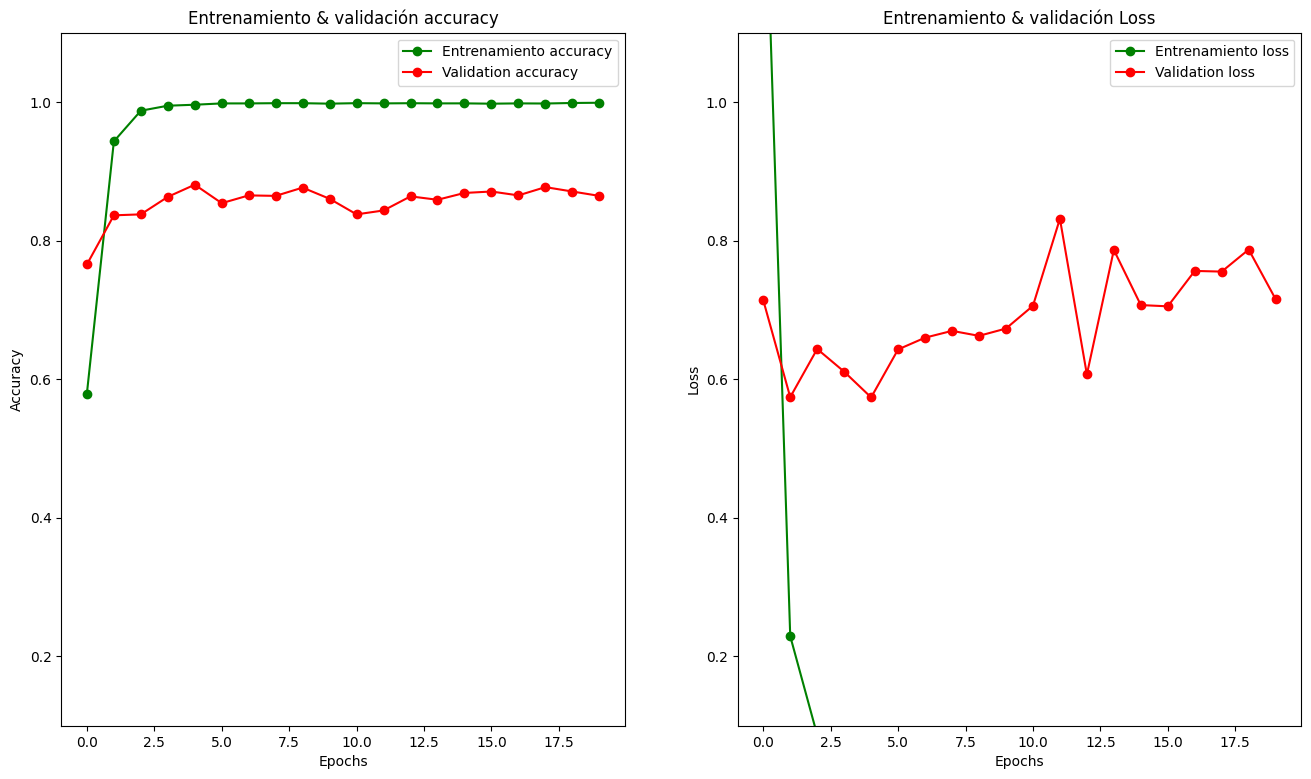 Entrenamiento & validación accuracy
Entrenamiento accuracy
Validation accuracy
1.0
0.8
0.6
0.4
0.2
Accuracy
0.0 2.5 5.0 7.5 10.0 12.5 15.0 17.5
Epochs
Entrenamiento & validación Loss
Entrenamiento loss
Validation loss
1.0
0.8
0.6
0.4
0.2
Loss
0.0 2.5 5.0 7.5 10.0 12.5 15.0 17.5
Epochs